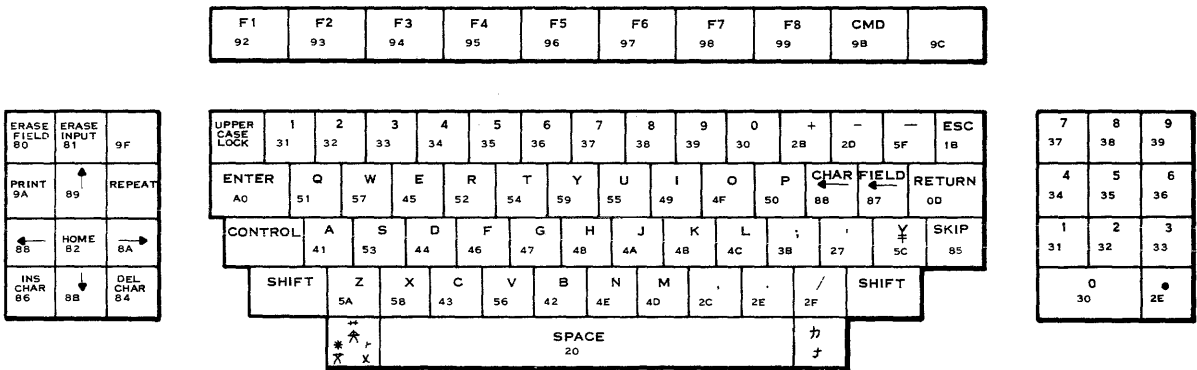 F1 F2 F3 F4 F5 F6 F7 F8 CMD
92 93 94 95 96 97 98 99 9B 9C
ERASE FIELD 80 ERASE INPUT 81 9F
PRINT 9A ↑ 89 REPEAT
← 88 HOME 82 → 8A
INS CHAR 86 ↓ 8B DEL CHAR 84
UPPER CASE LOCK 1 2 3 4 5 6 7 8 9 0 + − — ESC
31 32 33 34 35 36 37 38 39 30 2B 2D 5F 1B
ENTER Q W E R T Y U I O P CHAR ← FIELD ← RETURN
A0 51 57 45 52 54 59 55 49 4F 50 88 87 0D
CONTROL A S D F G H J K L ; ' ¥ SKIP
41 53 44 46 47 48 4A 4B 4C 3B 27 5C 85
SHIFT Z X C V B N M , . / SHIFT
5A 58 43 56 42 4E 4D 2C 2E 2F
SPACE カ
20 ナ
7 8 9
37 38 39
4 5 6
34 35 36
1 2 3
31 32 33
0 •
30 2E